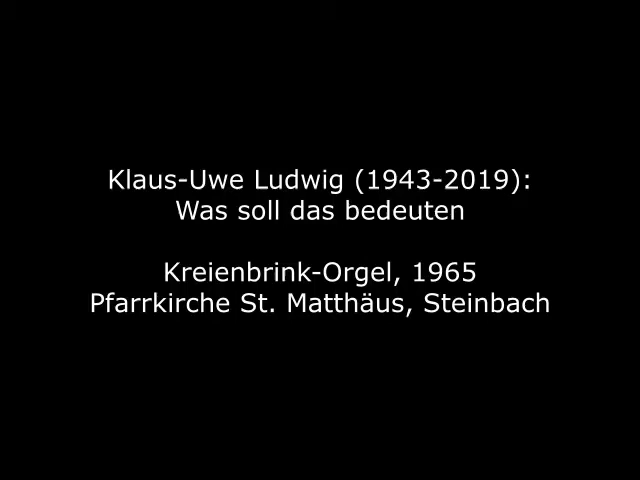 Klaus-Uwe Ludwig (1943-2019):
Was soll das bedeuten
Kreienbrink-Orgel, 1965
Pfarrkirche St. Matthäus, Steinbach